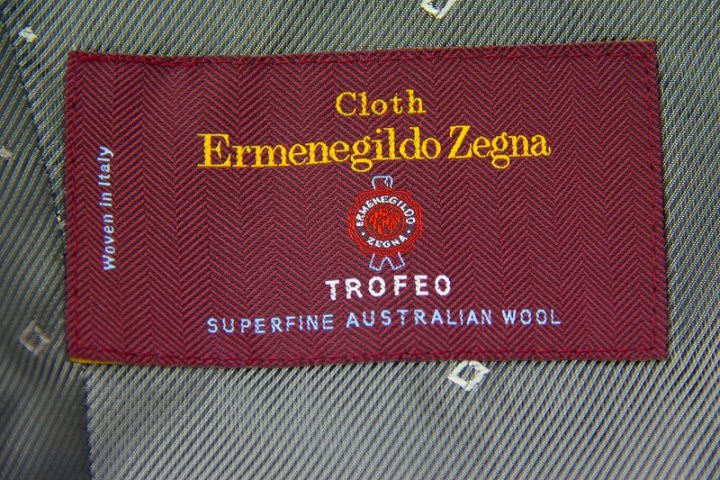 Cloth
Ermenegildo Zegna
Woven in Italy
ERMENEGILDO
ZEGNA
TROFEO
SUPERFINE AUSTRALIAN WOOL